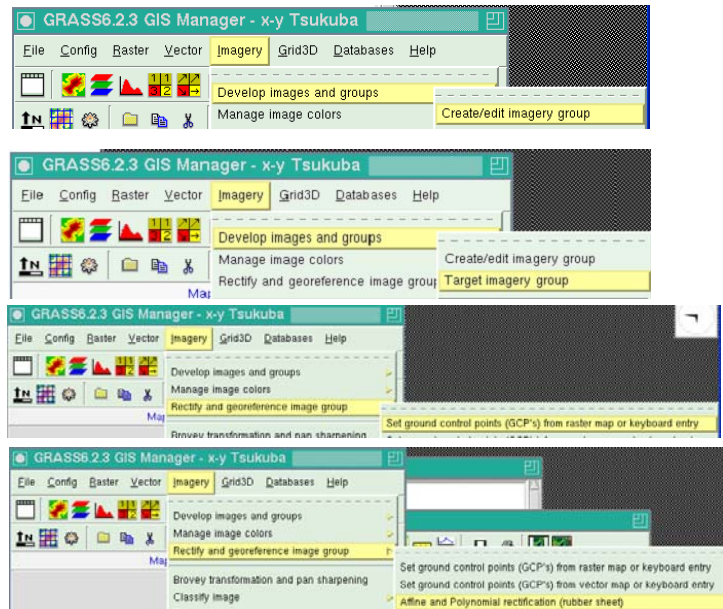 GRASS6.2.3 GIS Manager - x-y Tsukuba
File Config Raster Vector Imagery Grid3D Databases Help
Develop images and groups
Manage image colors
Create/edit imagery group
GRASS6.2.3 GIS Manager - x-y Tsukuba
File Config Raster Vector Imagery Grid3D Databases Help
Develop images and groups
Manage image colors
Create/edit imagery group
Rectify and georeference image group
Target imagery group
Map
GRASS6.2.3 GIS Manager - x-y Tsukuba
File Config Raster Vector Imagery Grid3D Databases Help
Develop images and groups
Manage image colors
Rectify and georeference image group
Map
Set ground control points (GCP's) from raster map or keyboard entry
Brovey transformation and pan sharpening
GRASS6.2.3 GIS Manager - x-y Tsukuba
File Config Raster Vector Imagery Grid3D Databases Help
Develop images and groups
Manage image colors
Rectify and georeference image group
Map
Set ground control points (GCP's) from raster map or keyboard entry
Brovey transformation and pan sharpening
Set ground control points (GCP's) from vector map or keyboard entry
Classify image
Affine and Polynomial rectification (rubber sheet)